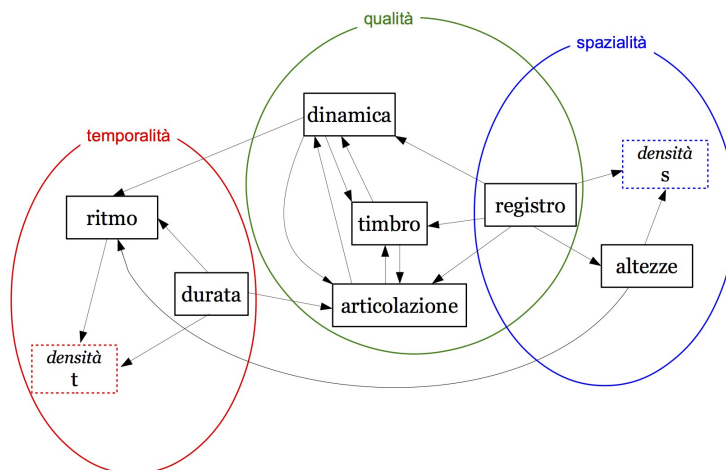 qualità
spazialità
temporalità
dinamica
densità
s
ritmo
timbro
registro
durata
articolazione
altezze
densità
t